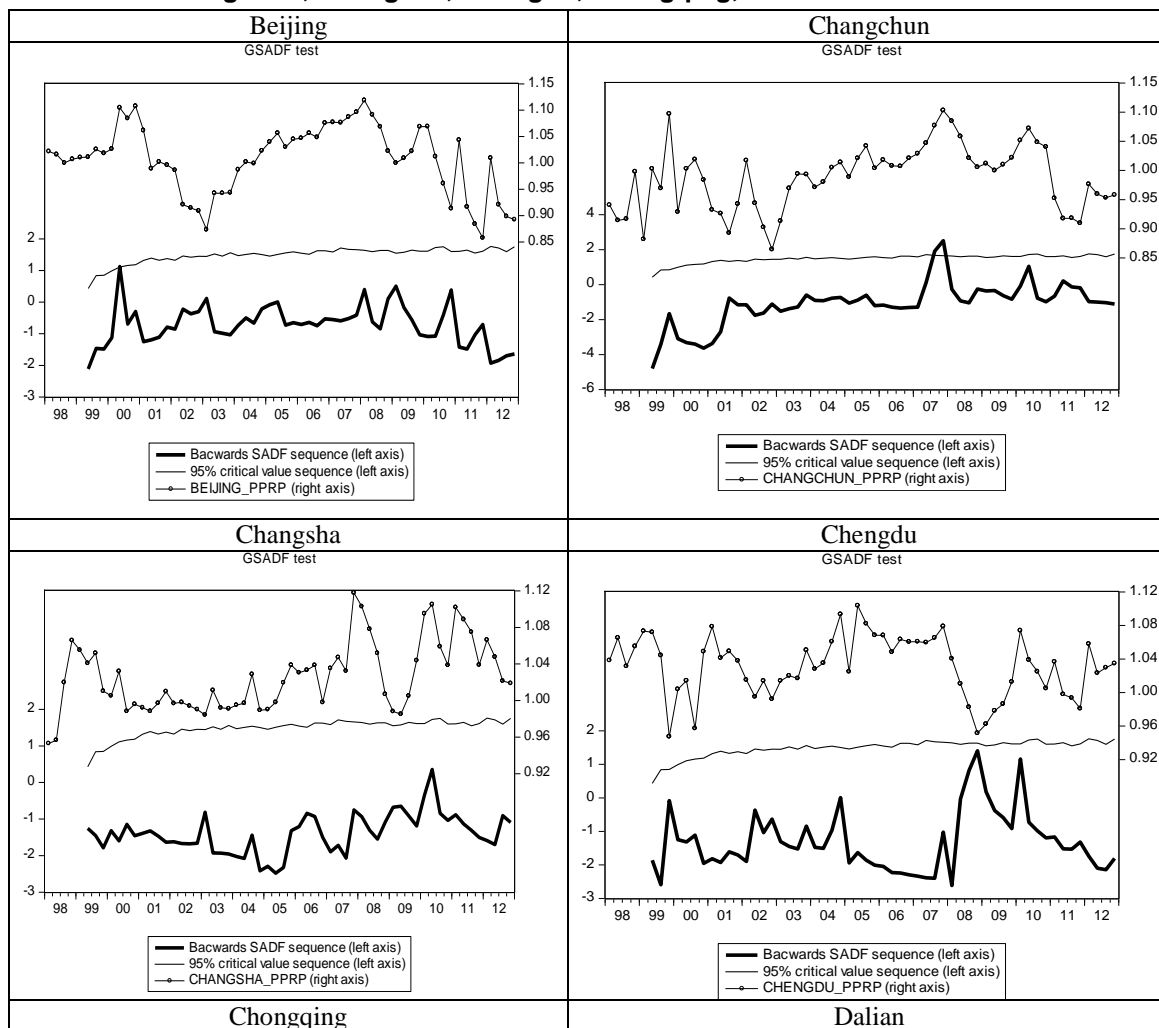 Beijing
Changchun
GSADF test
GSADF test
1.15
1.10
1.05
1.00
0.95
0.90
0.85
2
1
0
-1
-2
-3
98 99 00 01 02 03 04 05 06 07 08 09 10 11 12
Bacwards SADF sequence (left axis)
95% critical value sequence (left axis)
BEIJING_PPRP (right axis)
1.15
1.10
1.05
1.00
0.95
0.90
0.85
4
2
0
-2
-4
-6
98 99 00 01 02 03 04 05 06 07 08 09 10 11 12
Bacwards SADF sequence (left axis)
95% critical value sequence (left axis)
CHANGCHUN_PPRP (right axis)
Changsha
Chengdu
GSADF test
GSADF test
1.12
1.08
1.04
1.00
0.96
0.92
2
1
0
-1
-2
-3
98 99 00 01 02 03 04 05 06 07 08 09 10 11 12
Bacwards SADF sequence (left axis)
95% critical value sequence (left axis)
CHANGSHA_PPRP (right axis)
1.12
1.08
1.04
1.00
0.96
0.92
2
1
0
-1
-2
-3
98 99 00 01 02 03 04 05 06 07 08 09 10 11 12
Bacwards SADF sequence (left axis)
95% critical value sequence (left axis)
CHENGDU_PPRP (right axis)
Chongqing
Dalian